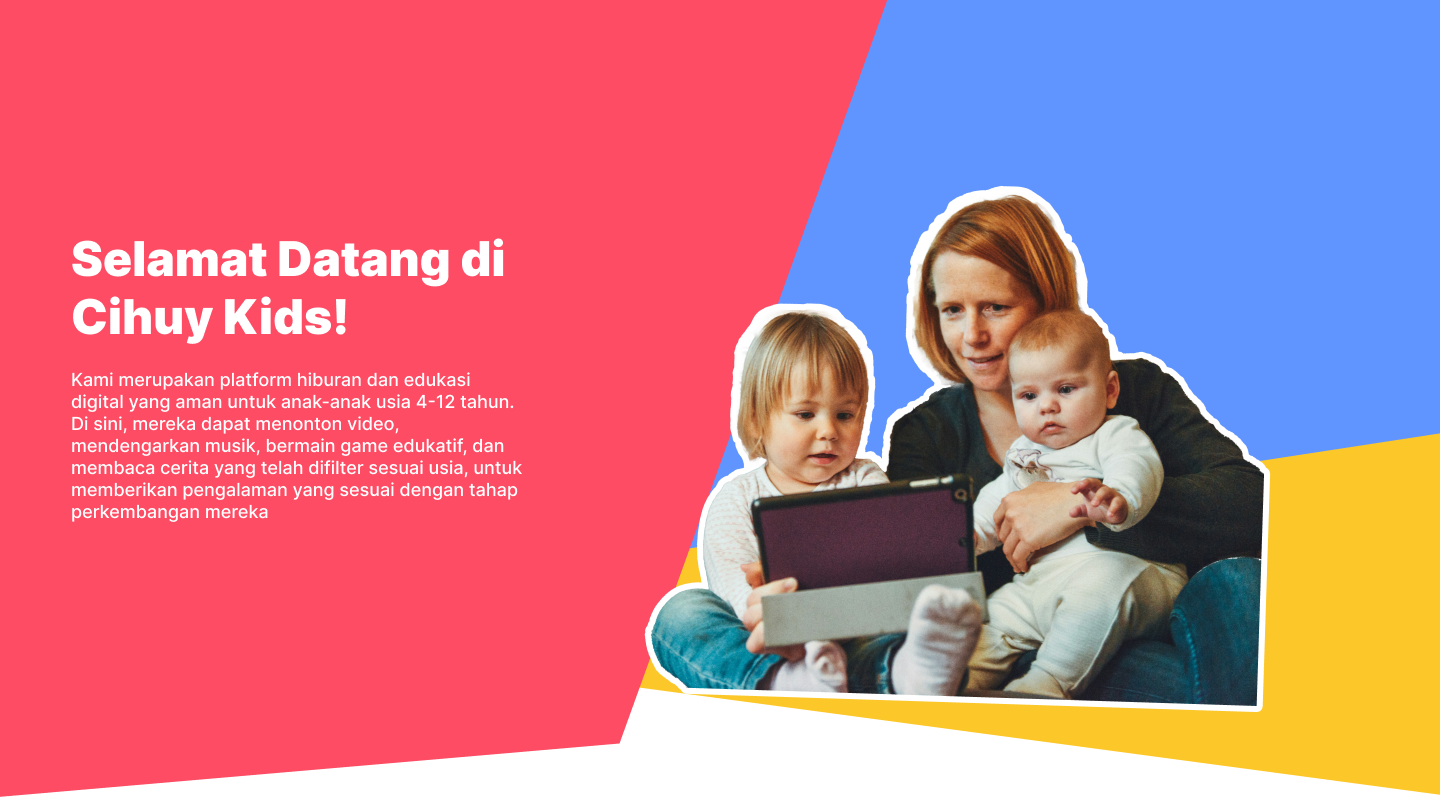 Selamat Datang di
Cihuy Kids!
Kami merupakan platform hiburan dan edukasi
digital yang aman untuk anak-anak usia 4-12 tahun.
Di sini, mereka dapat menonton video,
mendengarkan musik, bermain game edukatif, dan
membaca cerita yang telah difilter sesuai usia, untuk
memberikan pengalaman yang sesuai dengan tahap
perkembangan mereka